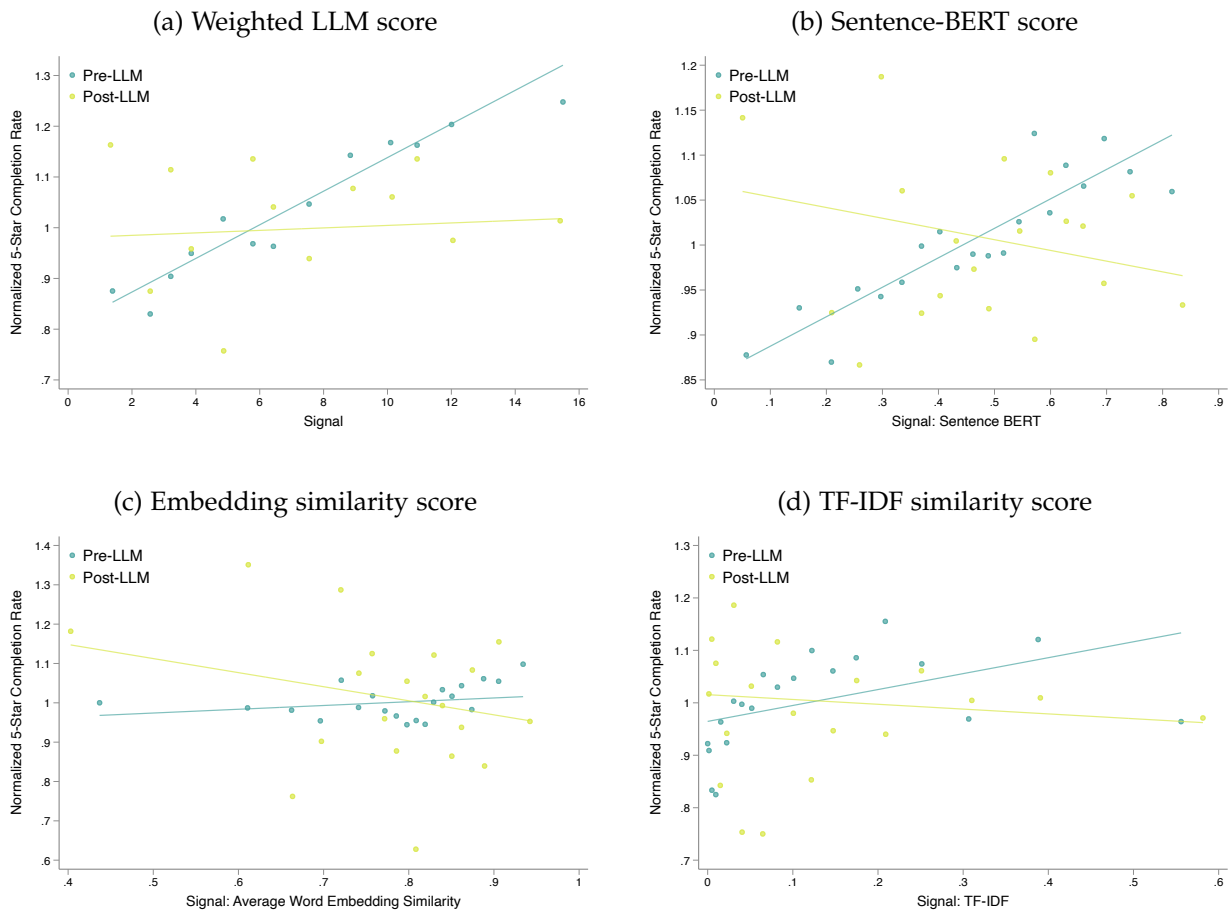 (a) Weighted LLM score
Normalized 5-Star Completion Rate
1.3
1.2
1.1
1
.9
.8
.7
Pre-LLM
Post-LLM
0 2 4 6 8 10 12 14 16
Signal
(b) Sentence-BERT score
Normalized 5-Star Completion Rate
1.2
1.15
1.1
1.05
1
.95
.9
.85
Pre-LLM
Post-LLM
0 .1 .2 .3 .4 .5 .6 .7 .8 .9
Signal: Sentence BERT
(c) Embedding similarity score
Normalized 5-Star Completion Rate
1.4
1.3
1.2
1.1
1
.9
.8
.7
.6
Pre-LLM
Post-LLM
.4 .5 .6 .7 .8 .9 1
Signal: Average Word Embedding Similarity
(d) TF-IDF similarity score
Normalized 5-Star Completion Rate
1.3
1.2
1.1
1
.9
.8
.7
Pre-LLM
Post-LLM
0 .1 .2 .3 .4 .5 .6
Signal: TF-IDF